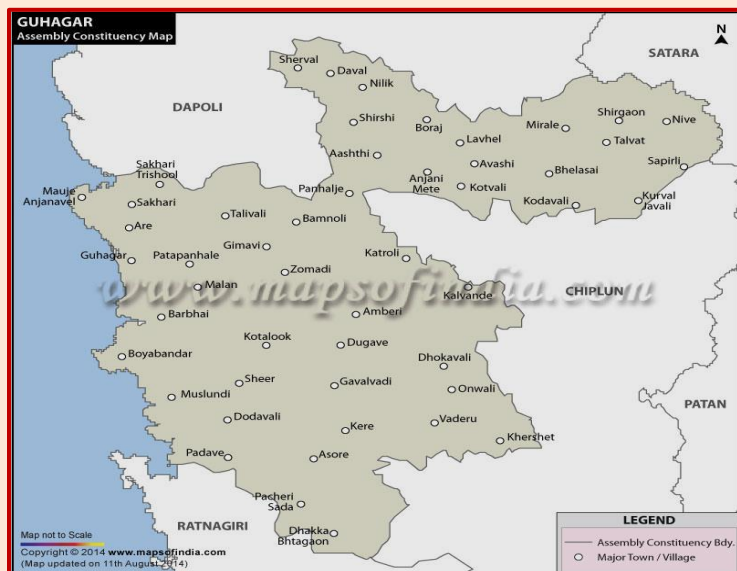 GUHAGAR
Assembly Constituency Map
N
SATARA
DAPOLI
Sherval
Daval
Nilik
Shirshi
Boraj
Lavhel
Mirale
Shirgaon
Nive
Talvat
Aashthi
Anjani
Mete
Avashi
Kotvali
Bhelasai
Sapirli
Kodavali
Kurval
Javali
Panhalje
Sakhari
Trishool
Mauje
Anjanavel
Sakhari
Talivali
Bamnoli
Are
Gimavi
Katroli
Guhagar
Patapanhale
Zomadi
Malan
Kalvande
CHIPLUN
www.mapsofindia.com
Barbhai
Amberi
Kotalook
Dugave
Boyabandar
Dhokavali
Sheer
Gavalvadi
Onwali
Muslundi
PATAN
Dodavali
Kere
Vaderu
Khershet
Padave
Asore
Pacheri
Sada
RATNAGIRI
Dhakka
Bhtagaon
LEGEND
Assembly Constituency Bdy.
Major Town / Village
Map not to Scale
Copyright © 2014 www.mapsofindia.com
(Map updated on 11th August 2014)